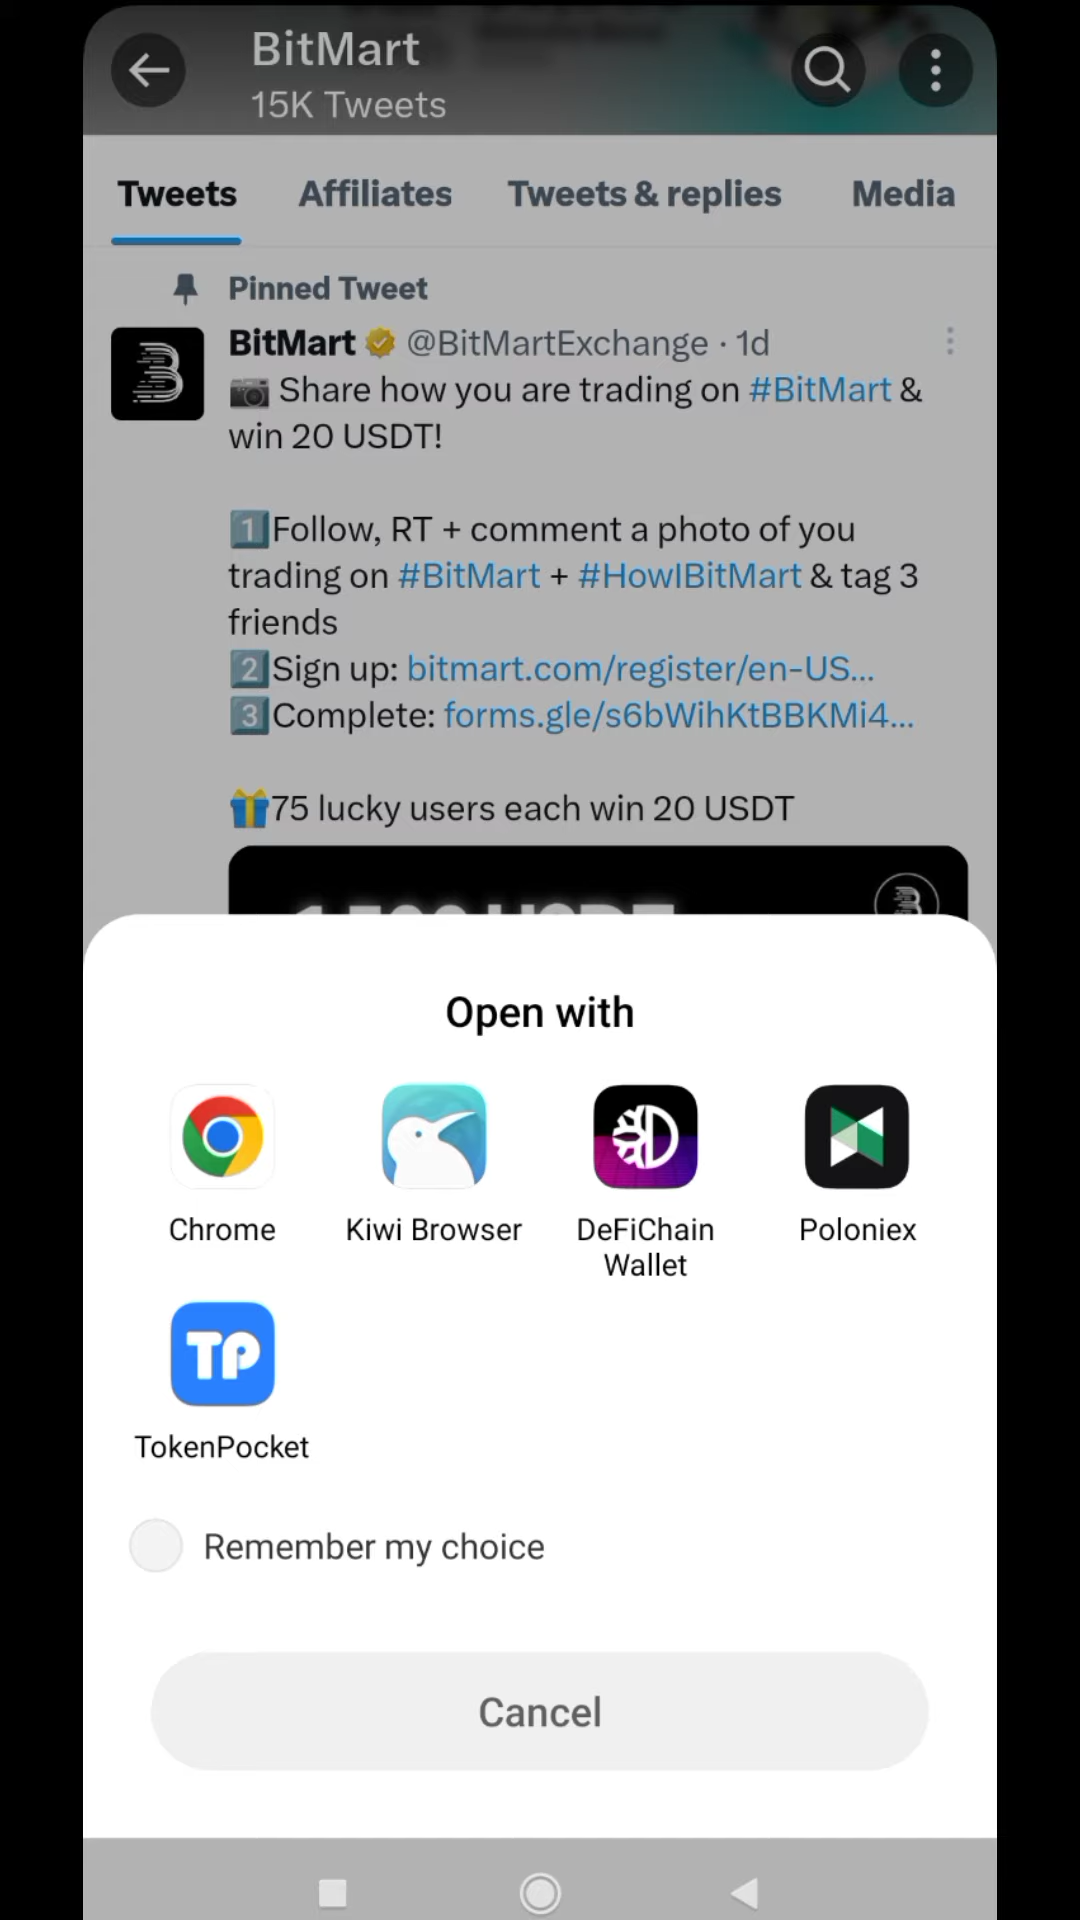 BitMart
15K Tweets
Tweets Affiliates Tweets & replies Media
Pinned Tweet
BitMart @BitMartExchange · 1d
📷 Share how you are trading on #BitMart &
win 20 USDT!
1️⃣Follow, RT + comment a photo of you
trading on #BitMart + #HowIBitMart & tag 3
friends
2️⃣Sign up: bitmart.com/register/en-US...
3️⃣Complete: forms.gle/s6bWihKtBBKMi4...
🎁75 lucky users each win 20 USDT
Open with
Chrome Kiwi Browser DeFiChain Wallet Poloniex
TP
TokenPocket
Remember my choice
Cancel